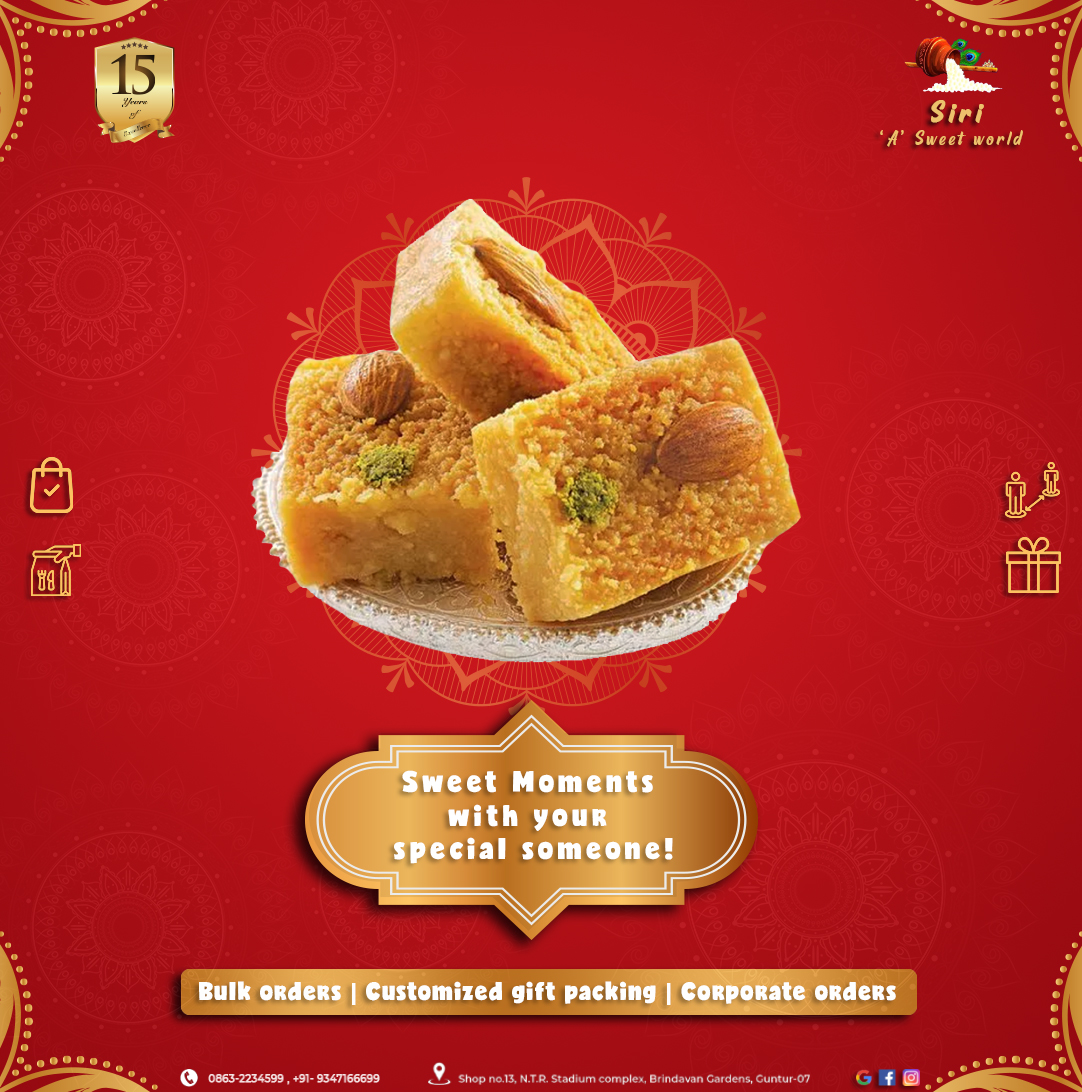 15
Years
of
Excellence
Siri
‘A’ Sweet world
Sweet Moments
with your
special someone!
Bulk orders | Customized gift packing | Corporate orders
0863-2234599 , +91- 9347166699
Shop no.13, N.T.R. Stadium complex, Brindavan Gardens, Guntur-07